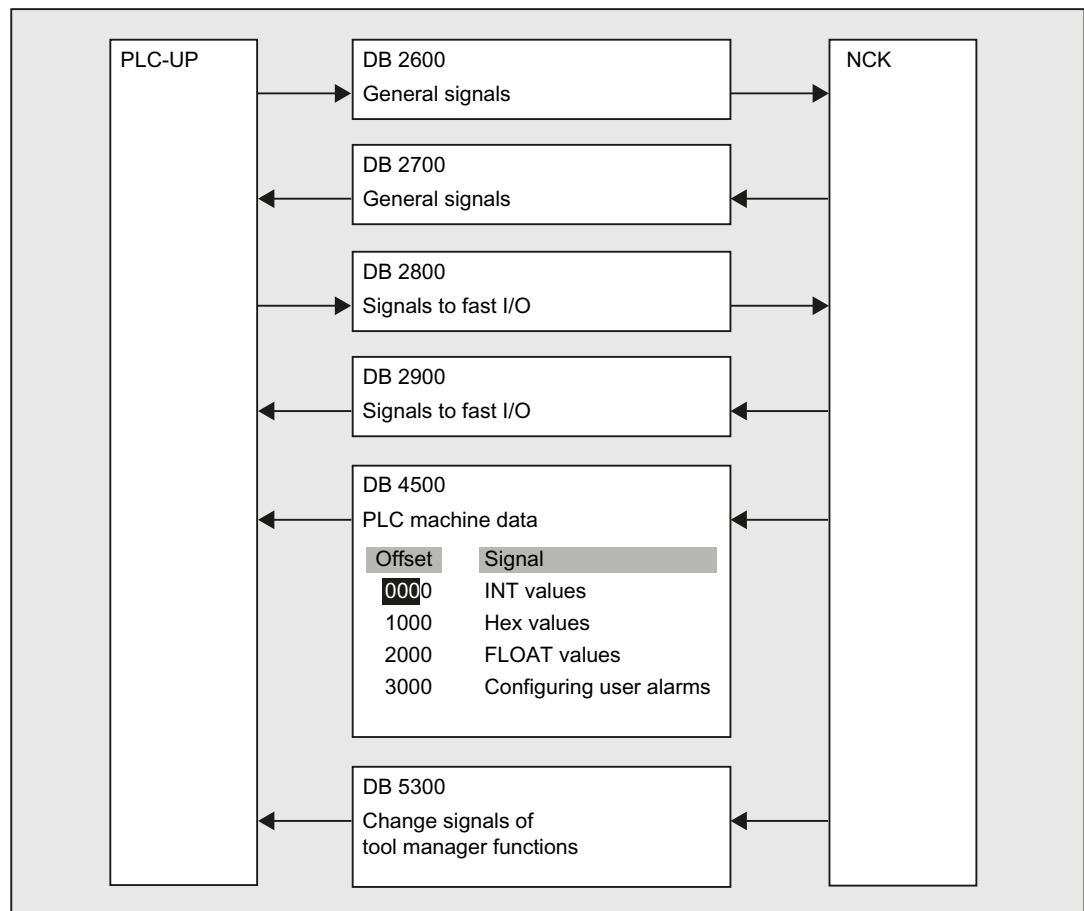 PLC-UP
NCK
DB 2600
General signals
DB 2700
General signals
DB 2800
Signals to fast I/O
DB 2900
Signals to fast I/O
DB 4500
PLC machine data
Offset Signal
0000 INT values
1000 Hex values
2000 FLOAT values
3000 Configuring user alarms
DB 5300
Change signals of
tool manager functions